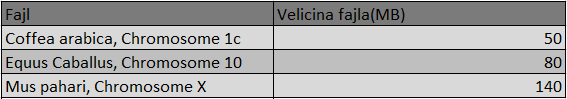 Fajl Velicina fajla(MB)
Coffea arabica, Chromosome 1c 50
Equus Caballus, Chromosome 10 80
Mus pahari, Chromosome X 140